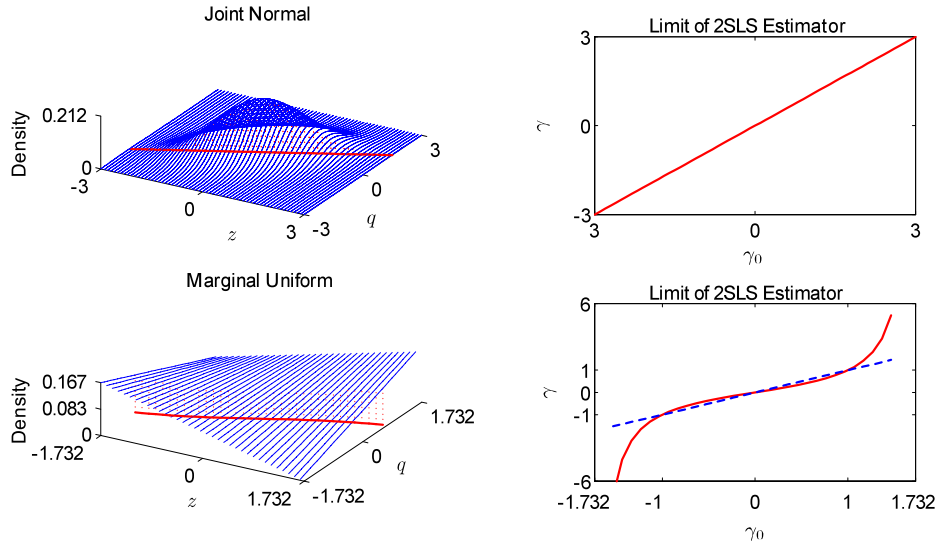 Joint Normal
Density
0.212
0
-3
0
3
z
-3
0
3
q
Limit of 2SLS Estimator
γ
3
0
-3
3
0
3
γ0
Marginal Uniform
Density
0.167
0.083
0
-1.732
0
1.732
z
-1.732
0
1.732
q
Limit of 2SLS Estimator
γ
6
1
0
-1
-6
-1.732
-1
0
1
1.732
γ0